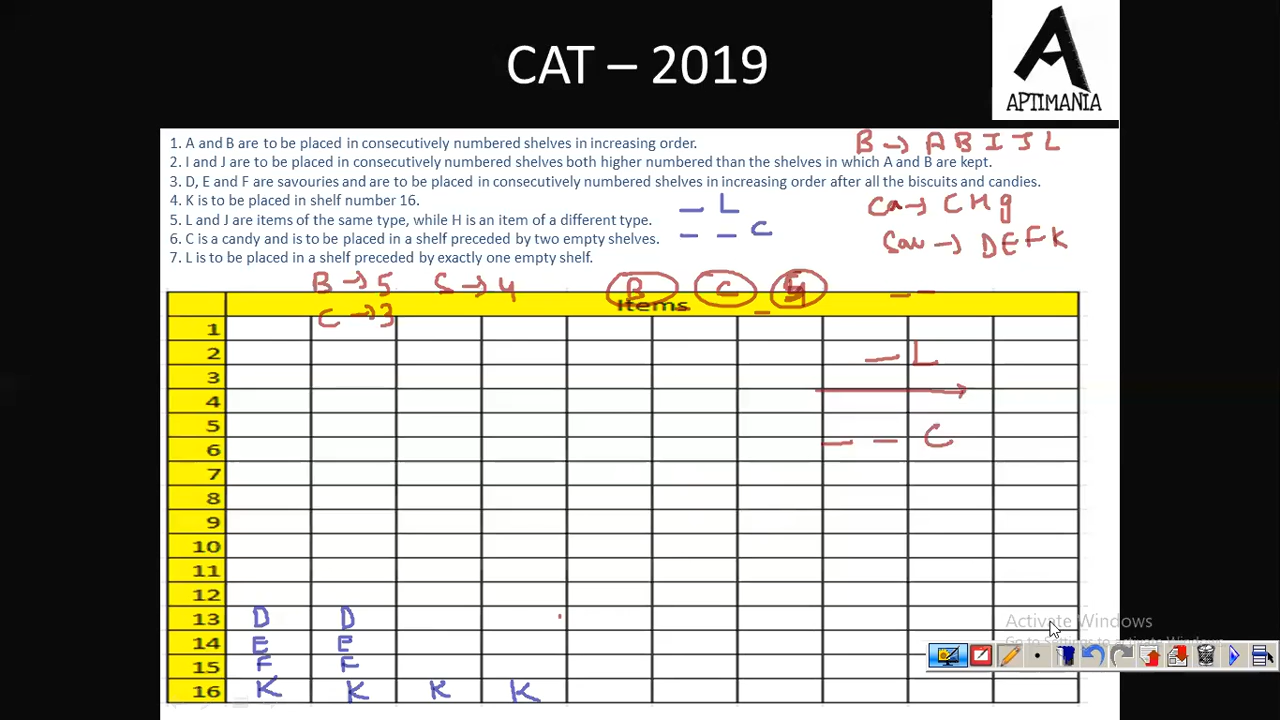 CAT – 2019
APTIMANIA
1. A and B are to be placed in consecutively numbered shelves in increasing order.
B → A B I J L
2. I and J are to be placed in consecutively numbered shelves both higher numbered than the shelves in which A and B are kept.
3. D, E and F are savouries and are to be placed in consecutively numbered shelves in increasing order after all the biscuits and candies.
4. K is to be placed in shelf number 16.
_ L
Ca → C H g
5. L and J are items of the same type, while H is an item of a different type.
6. C is a candy and is to be placed in a shelf preceded by two empty shelves.
_ _ C
Sav → D E F K
7. L is to be placed in a shelf preceded by exactly one empty shelf.
B → 5 S → 4 B C _ _
Items
C → 3 _
1
2 _ L
3
4
5
6 _ _ C
7
8
9
10
11
12
13 D D
14 E E
15 F F
16 K K K K
Activate Windows